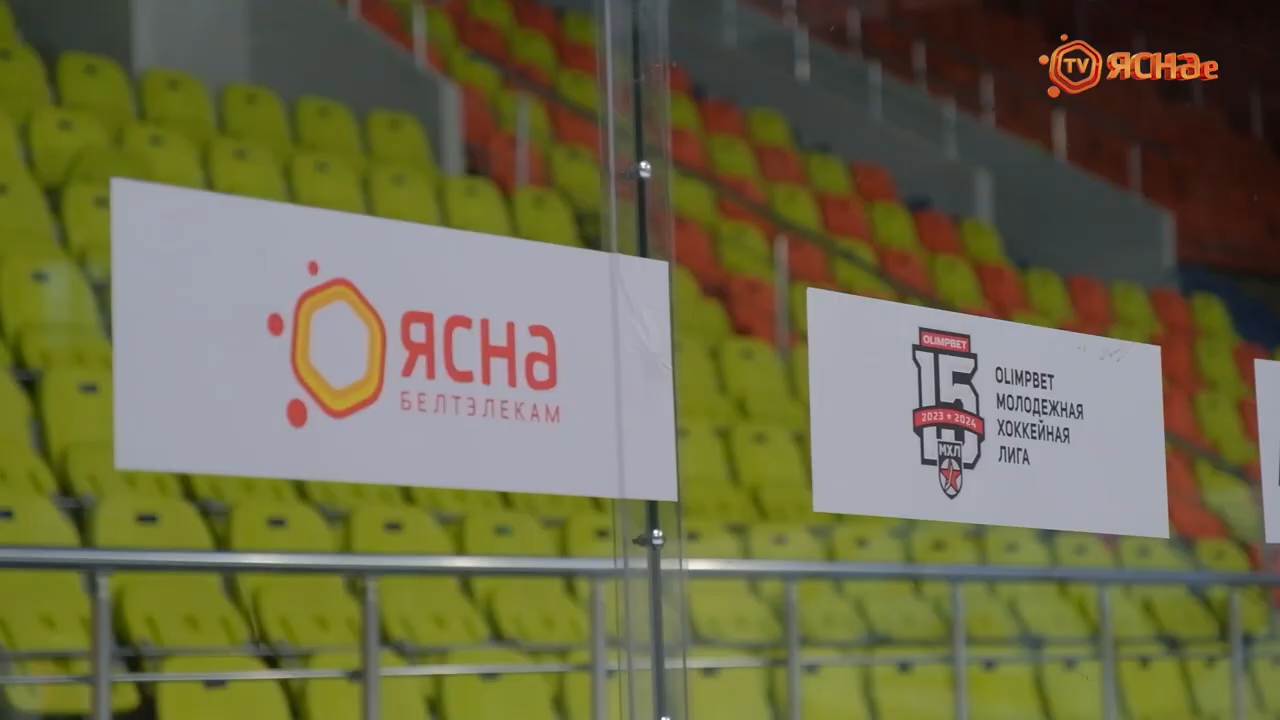 TV ЯСНАе
ЯСНА
БЕЛТЭЛЕКАМ
OLIMPBET
15
2023 ★ 2024
МХЛ
OLIMPBET
МОЛОДЕЖНАЯ
ХОККЕЙНАЯ
ЛИГА